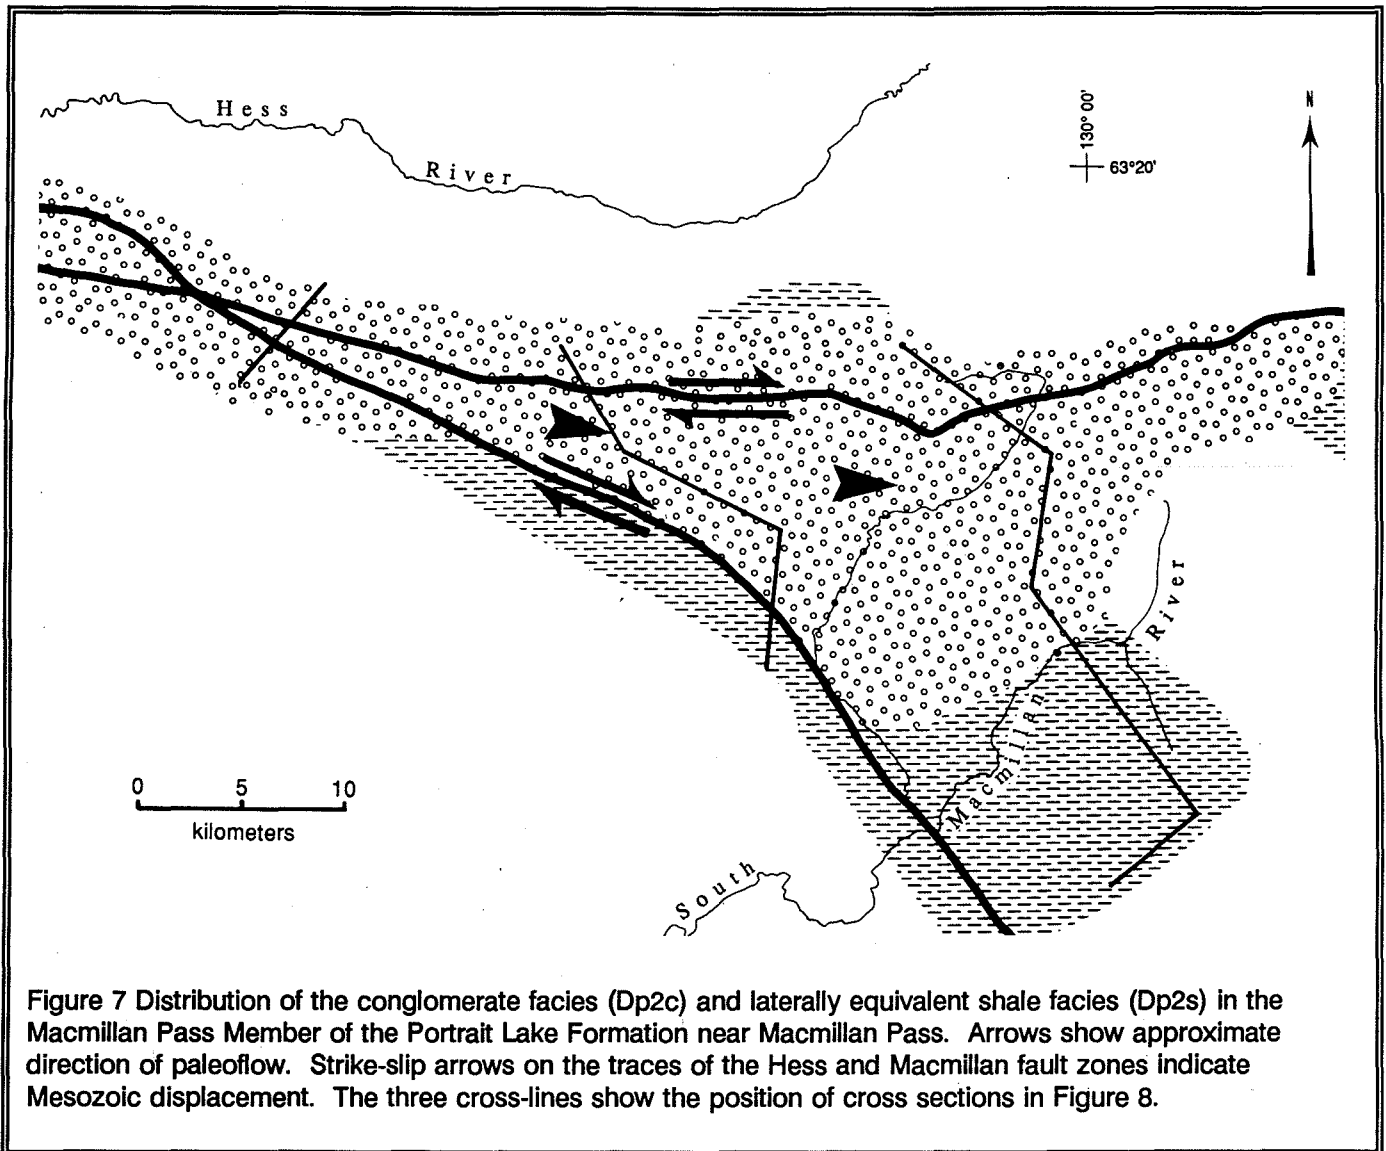 Hess
River
130° 00'
63°20'
N
River
Macmillan
South
0 5 10
kilometers
Figure 7 Distribution of the conglomerate facies (Dp2c) and laterally equivalent shale facies (Dp2s) in the
Macmillan Pass Member of the Portrait Lake Formation near Macmillan Pass. Arrows show approximate
direction of paleoflow. Strike-slip arrows on the traces of the Hess and Macmillan fault zones indicate
Mesozoic displacement. The three cross-lines show the position of cross sections in Figure 8.